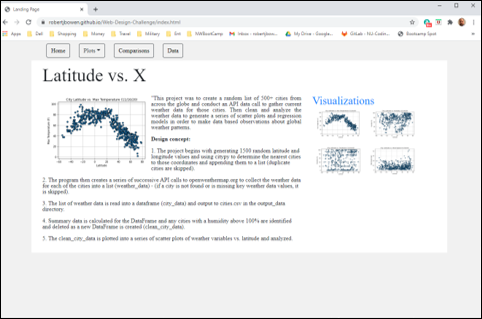 Landing Page
robertjbowen.github.io/Web-Design-Challenge/index.html
Apps Dell Shopping Money Travel Military Ent NWBootCamp Inbox - robertjbow... My Drive - Google... GitLab - NU-Codin... Bootcamp Spot
Home Plots Comparisons Data
Latitude vs. X
City Latitude vs. Max Temperature
Latitude
"This project was to create a random list of 500+ cities from
across the globe and conduct an API data call to gather current
weather data for those cities. Then clean and analyze the
weather data to generate a series of scatter plots and regression
models in order to make data based observations about global
weather patterns.
Design concept:
1. The project begins with generating 1500 random latitude and
longitude values and using citypy to determine the nearest cities
to these coordinates and appending them to a list (duplicate
cities are skipped).
2. The program then creates a series of successive API calls to openweathermap.org to collect the weather data
for each of the cities into a list (weather_data) - (if a city is not found or is missing key weather data values, it
is skipped).
3. The list of weather data is read into a dataframe (city_data) and output to cities.csv in the output_data
directory.
4. Summary data is calculated for the DataFrame and any cities with a humidity above 100% are identified
and deleted as a new DataFrame is created (clean_city_data).
5. The clean_city_data is plotted into a series of scatter plots of weather variables vs. latitude and analyzed.
Visualizations